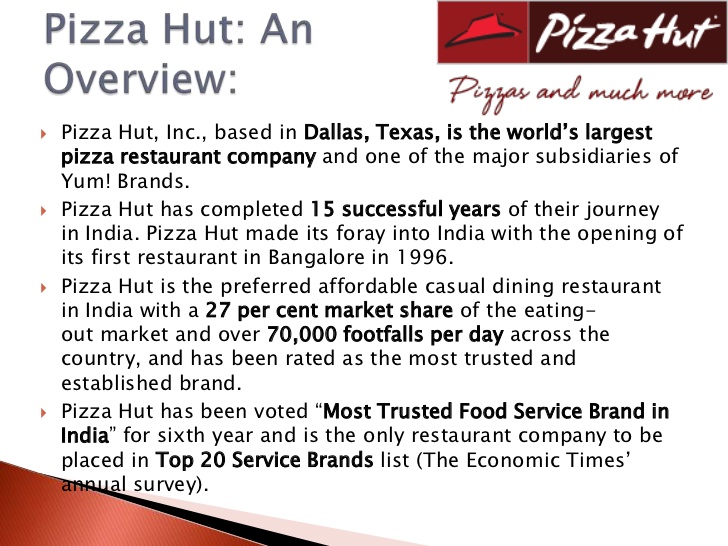 Pizza Hut: An
Overview:
Pizza Hut
Pizzas and much more
Pizza Hut, Inc., based in Dallas, Texas, is the world’s largest
pizza restaurant company and one of the major subsidiaries of
Yum! Brands.
Pizza Hut has completed 15 successful years of their journey
in India. Pizza Hut made its foray into India with the opening of
its first restaurant in Bangalore in 1996.
Pizza Hut is the preferred affordable casual dining restaurant
in India with a 27 per cent market share of the eating-
out market and over 70,000 footfalls per day across the
country, and has been rated as the most trusted and
established brand.
Pizza Hut has been voted “Most Trusted Food Service Brand in
India” for sixth year and is the only restaurant company to be
placed in Top 20 Service Brands list (The Economic Times’
annual survey).